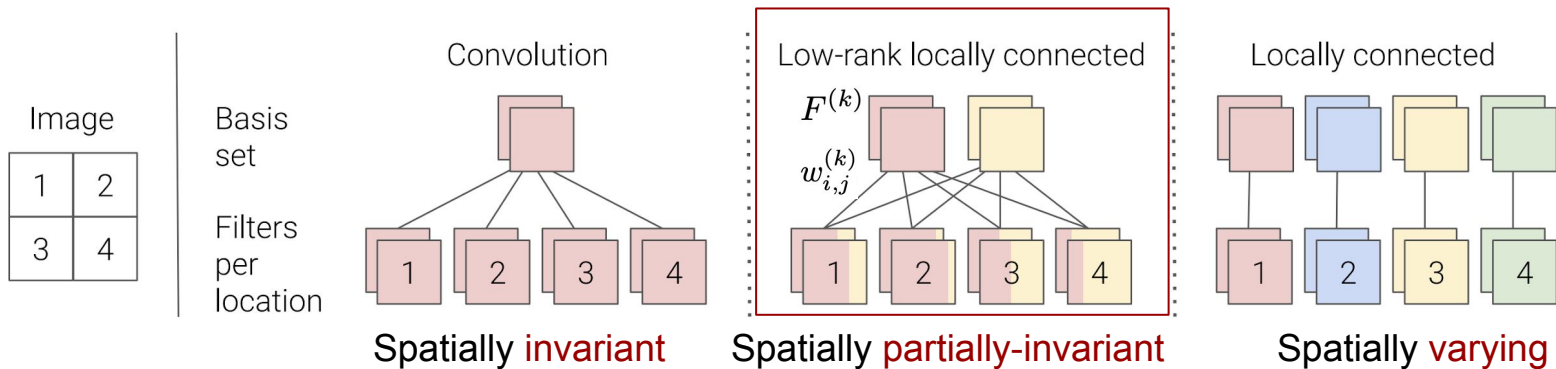 Image
1 2
3 4
Basis
set
Filters
per
location
Convolution
1 2 3 4
Spatially invariant
Low-rank locally connected
F^{(k)}
w_{i,j}^{(k)}
1 2 3 4
Spatially partially-invariant
Locally connected
1 2 3 4
Spatially varying